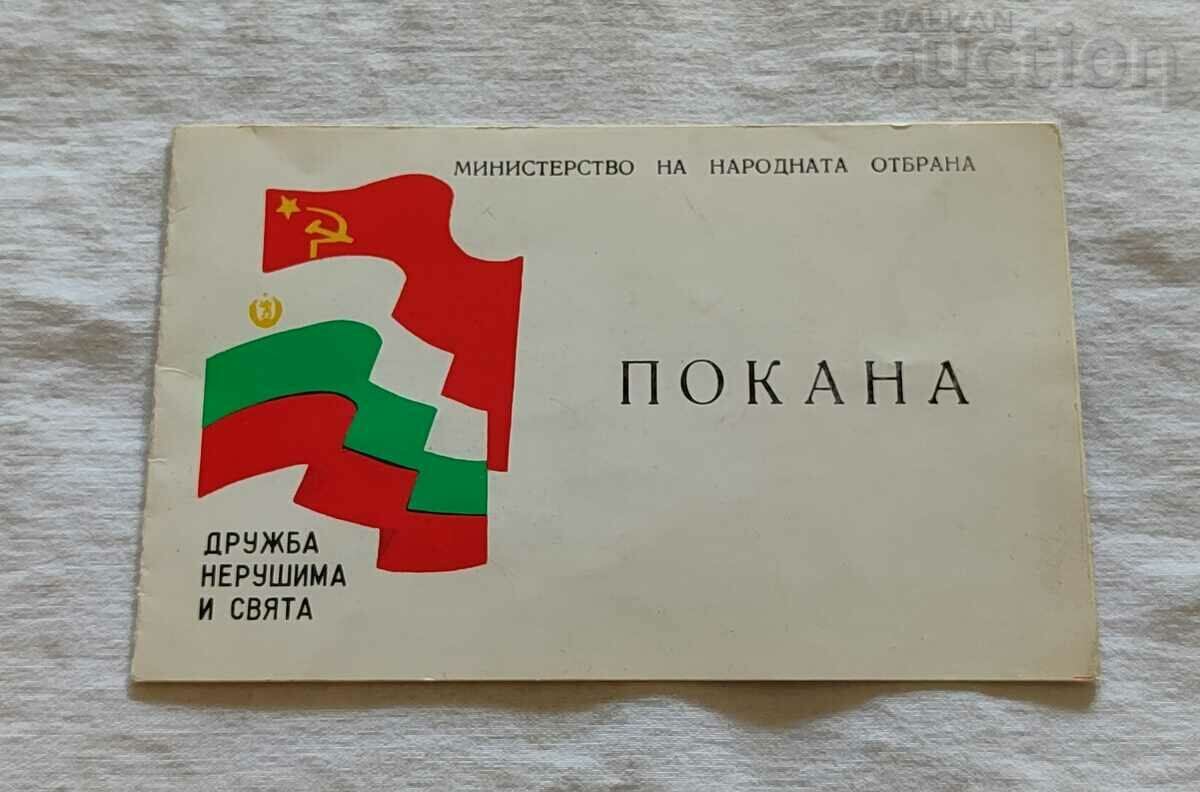 BALKAN
auction
МИНИСТЕРСТВО НА НАРОДНАТА ОТБРАНА
ПОКАНА
ДРУЖБА
НЕРУШИМА
И СВЯТА